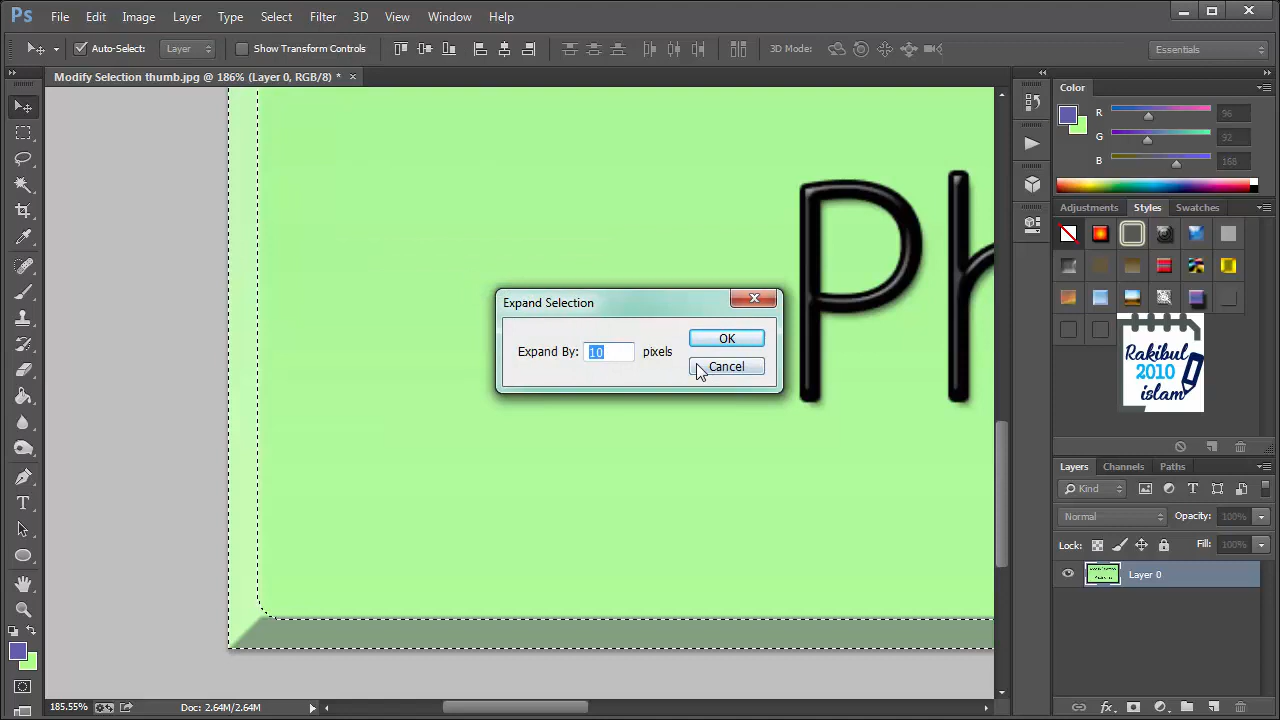 Ps File Edit Image Layer Type Select Filter 3D View Window Help
Auto-Select: Layer Show Transform Controls 3D Mode: Essentials
Modify Selection thumb.jpg @ 186% (Layer 0, RGB/8) *
Color
R 96
G 92
B 168
Adjustments Styles Swatches
Ph
Expand Selection
Expand By: 10 pixels
OK
Cancel
Rakibul
2010
islam
Layers Channels Paths
Kind
Normal Opacity: 100%
Lock: Fill: 100%
Layer 0
185.55% Doc: 2.64M/2.64M